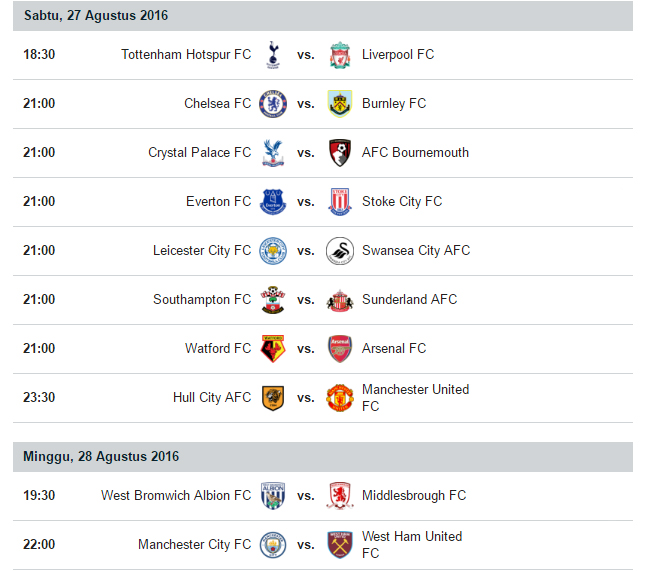 Sabtu, 27 Agustus 2016
18:30 Tottenham Hotspur FC vs. Liverpool FC
21:00 Chelsea FC vs. Burnley FC
21:00 Crystal Palace FC vs. AFC Bournemouth
21:00 Everton FC vs. Stoke City FC
21:00 Leicester City FC vs. Swansea City AFC
21:00 Southampton FC vs. Sunderland AFC
21:00 Watford FC vs. Arsenal FC
23:30 Hull City AFC vs. Manchester United
FC
Minggu, 28 Agustus 2016
19:30 West Bromwich Albion FC vs. Middlesbrough FC
22:00 Manchester City FC vs. West Ham United
FC